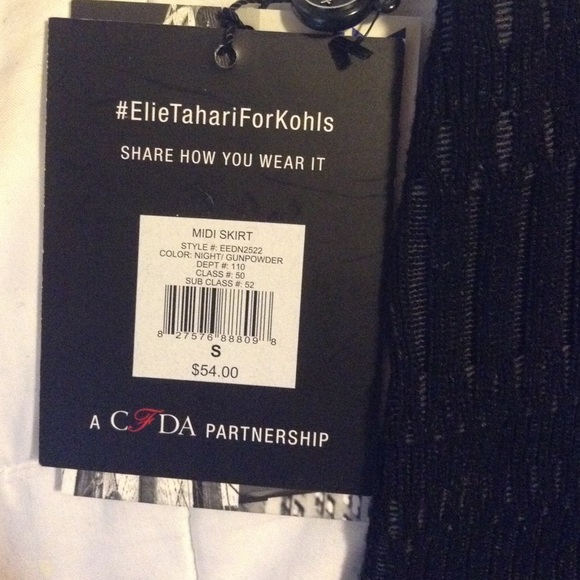 #ElieTahariForKohls
SHARE HOW YOU WEAR IT
MIDI SKIRT
STYLE #: EEDN2522
COLOR: NIGHT/ GUNPOWDER
DEPT #: 110
CLASS #: 50
SUB CLASS #: 52
8 27576 88809 8
S
$54.00
A CFDA PARTNERSHIP